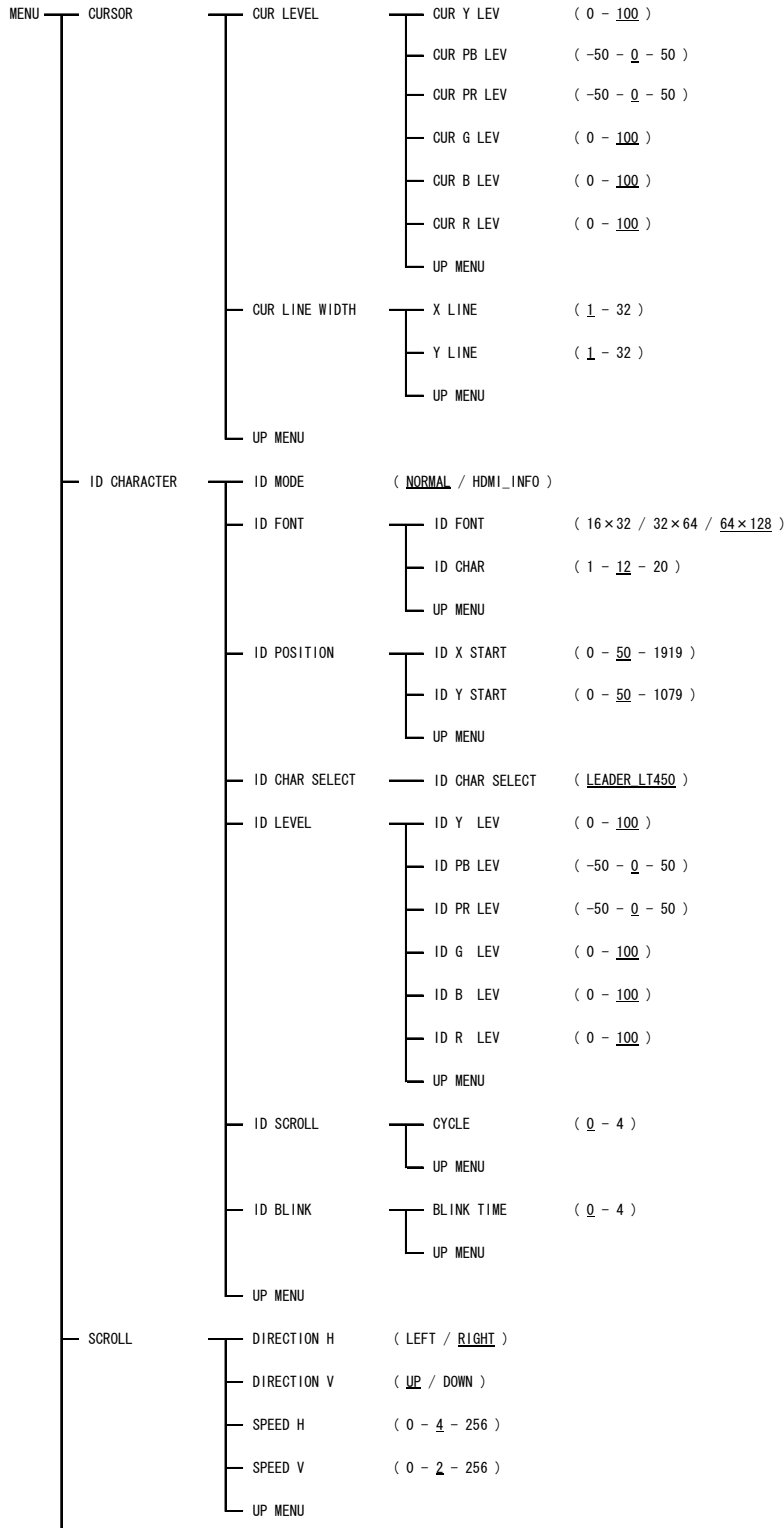 MENU CURSOR CUR LEVEL CUR Y LEV ( 0 - 100 )
CUR PB LEV ( -50 - 0 - 50 )
CUR PR LEV ( -50 - 0 - 50 )
CUR G LEV ( 0 - 100 )
CUR B LEV ( 0 - 100 )
CUR R LEV ( 0 - 100 )
UP MENU
CUR LINE WIDTH X LINE ( 1 - 32 )
Y LINE ( 1 - 32 )
UP MENU
UP MENU
ID CHARACTER ID MODE ( NORMAL / HDMI_INFO )
ID FONT ID FONT ( 16×32 / 32×64 / 64×128 )
ID CHAR ( 1 - 12 - 20 )
UP MENU
ID POSITION ID X START ( 0 - 50 - 1919 )
ID Y START ( 0 - 50 - 1079 )
UP MENU
ID CHAR SELECT ID CHAR SELECT ( LEADER_LT450 )
ID LEVEL ID Y LEV ( 0 - 100 )
ID PB LEV ( -50 - 0 - 50 )
ID PR LEV ( -50 - 0 - 50 )
ID G LEV ( 0 - 100 )
ID B LEV ( 0 - 100 )
ID R LEV ( 0 - 100 )
UP MENU
ID SCROLL CYCLE ( 0 - 4 )
UP MENU
ID BLINK BLINK TIME ( 0 - 4 )
UP MENU
UP MENU
SCROLL DIRECTION H ( LEFT / RIGHT )
DIRECTION V ( UP / DOWN )
SPEED H ( 0 - 4 - 256 )
SPEED V ( 0 - 2 - 256 )
UP MENU